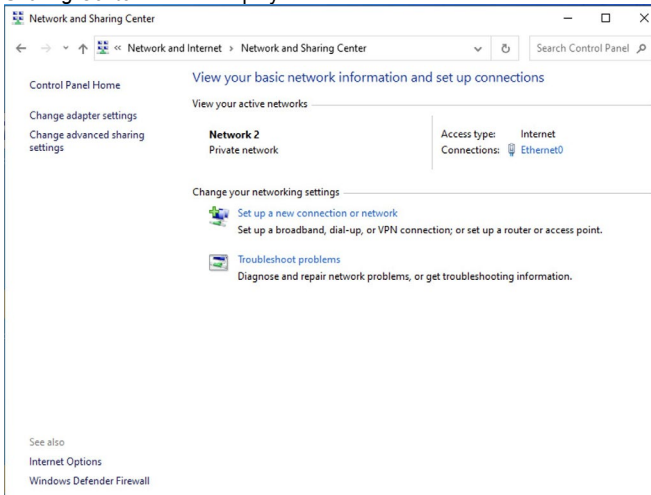 Network and Sharing Center
« Network and Internet > Network and Sharing Center
Search Control Panel
Control Panel Home
Change adapter settings
Change advanced sharing
settings
View your basic network information and set up connections
View your active networks
Network 2
Private network
Access type: Internet
Connections: Ethernet0
Change your networking settings
Set up a new connection or network
Set up a broadband, dial-up, or VPN connection; or set up a router or access point.
Troubleshoot problems
Diagnose and repair network problems, or get troubleshooting information.
See also
Internet Options
Windows Defender Firewall